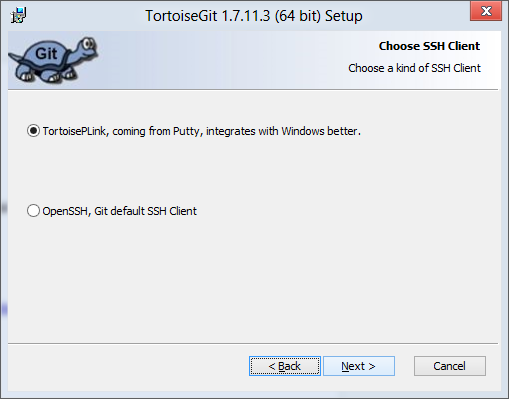 TortoiseGit 1.7.11.3 (64 bit) Setup
Git
Choose SSH Client
Choose a kind of SSH Client
TortoisePLink, coming from Putty, integrates with Windows better.
OpenSSH, Git default SSH Client
< Back
Next >
Cancel